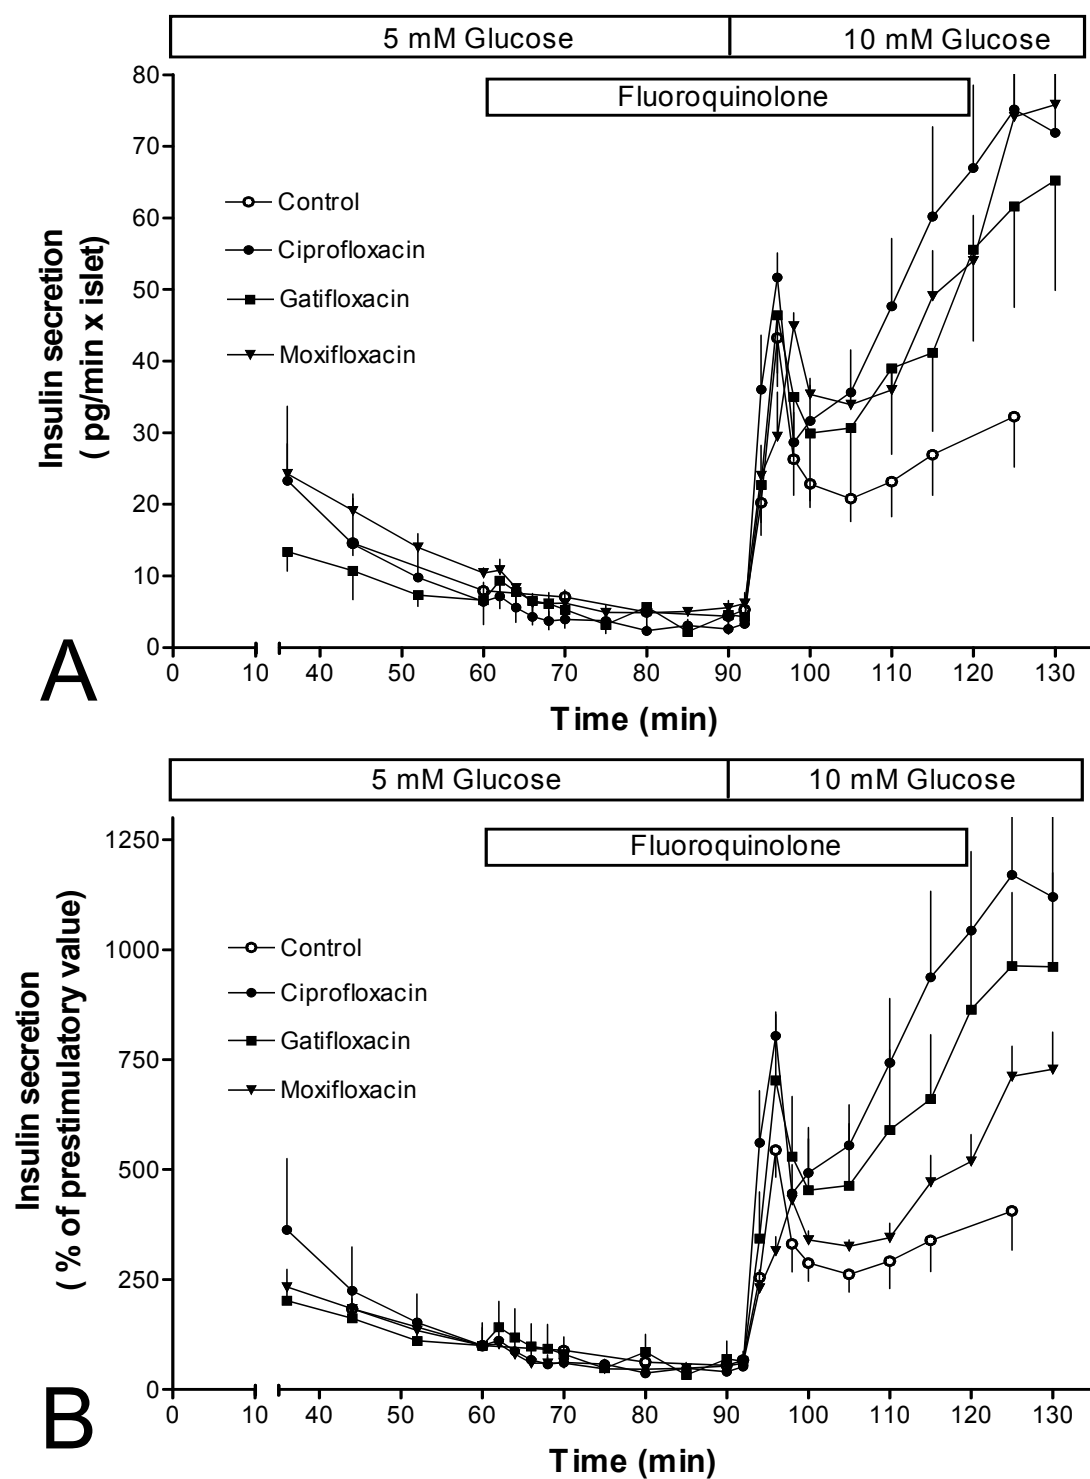 5 mM Glucose 10 mM Glucose
80
Fluoroquinolone
70
60
50
40
30
20
10
0
Insulin secretion
( pg/min x islet)
Control
Ciprofloxacin
Gatifloxacin
Moxifloxacin
0 10 40 50 60 70 80 90 100 110 120 130
A
Time (min)
5 mM Glucose 10 mM Glucose
1250
Fluoroquinolone
1000
750
500
250
0
Insulin secretion
( % of prestimulatory value)
Control
Ciprofloxacin
Gatifloxacin
Moxifloxacin
0 10 40 50 60 70 80 90 100 110 120 130
B
Time (min)